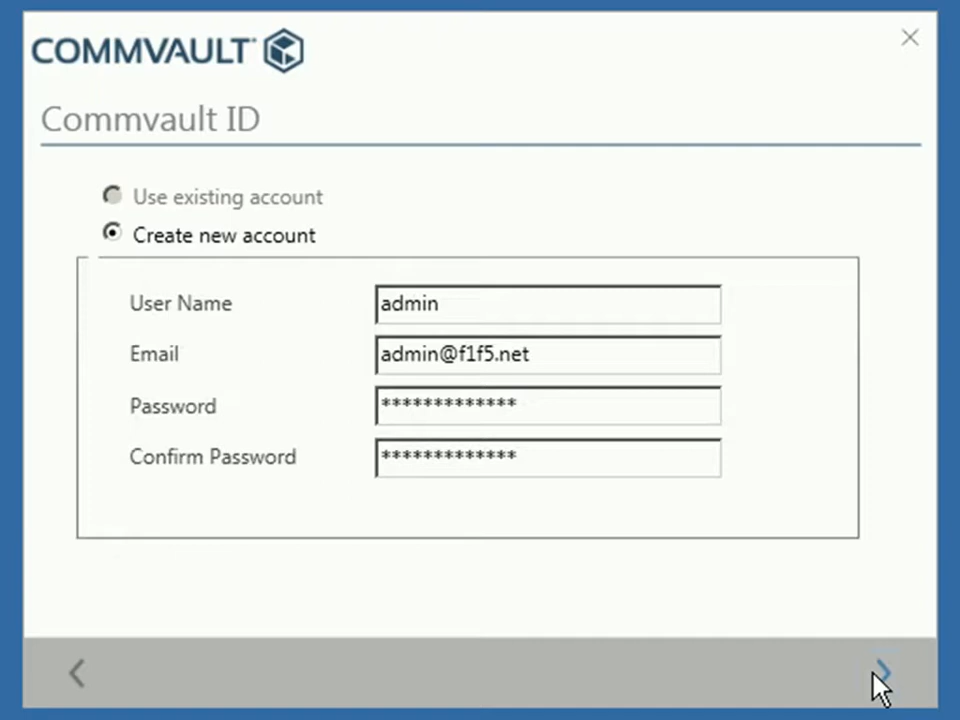 COMMVAULT
Commvault ID
Use existing account
Create new account
User Name admin
Email admin@f1f5.net
Password *************
Confirm Password *************